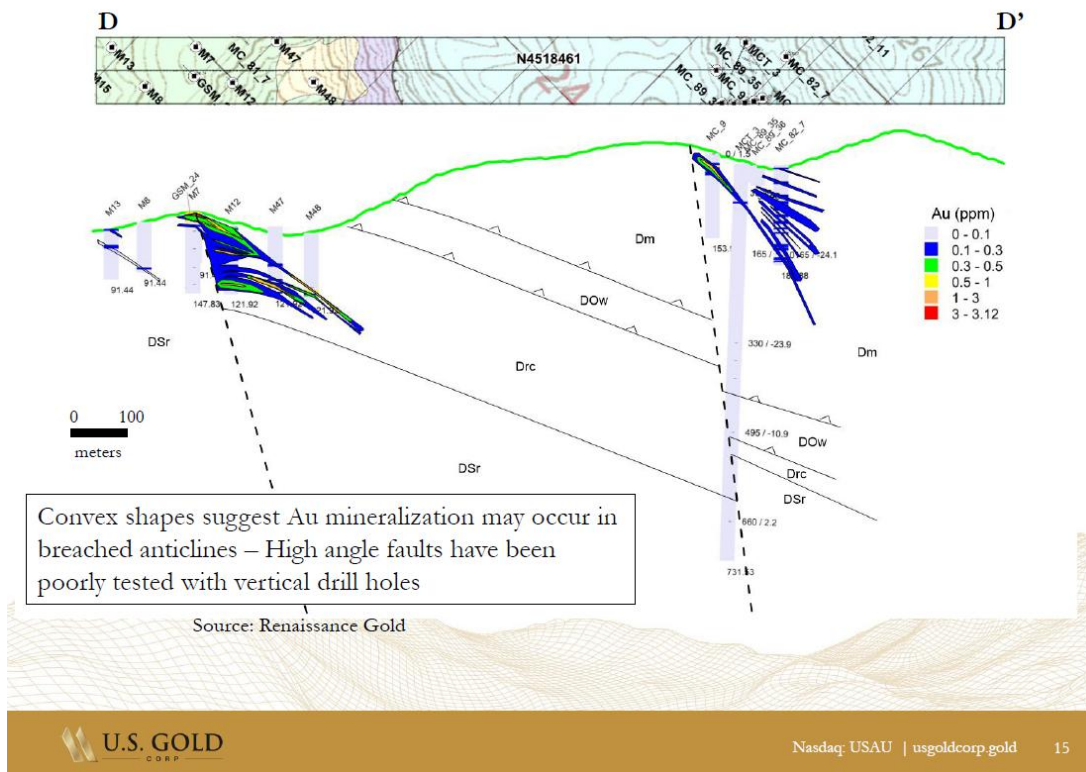 D
D'
M13
M7
MC_81_7
M47
N4518461
MCT_3
MC_89_35
MC_9
MC_82_7
267
M15
M8
GSM_
M12
M48
24
MC_9
MCT_3
MC_82_7
M13
M8
GSM_24
M7
M12
M47
M48
91.44
91.44
147.83
121.92
DSr
Dm
DOw
Drc
DSr
Dm
330 / -23.9
495 / -10.9
DOw
Drc
DSr
660 / 2.2
Au (ppm)
0 - 0.1
0.1 - 0.3
0.3 - 0.5
0.5 - 1
1 - 3
3 - 3.12
0 100
meters
Convex shapes suggest Au mineralization may occur in
breached anticlines – High angle faults have been
poorly tested with vertical drill holes
Source: Renaissance Gold
U.S. GOLD
CORP
Nasdaq: USAU | usgoldcorp.gold 15